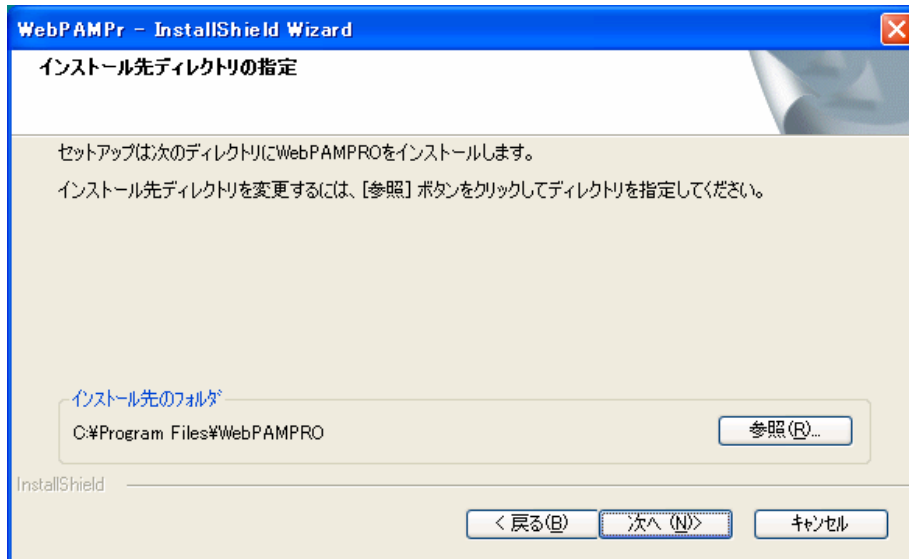 WebPAMPr - InstallShield Wizard
インストール先ディレクトリの指定
セットアップは次のディレクトリにWebPAMPROをインストールします。
インストール先ディレクトリを変更するには、[参照] ボタンをクリックしてディレクトリを指定してください。
インストール先のフォルダ
C:¥Program Files¥WebPAMPRO
参照(R)...
InstallShield
< 戻る(B)
次へ (N)>
キャンセル